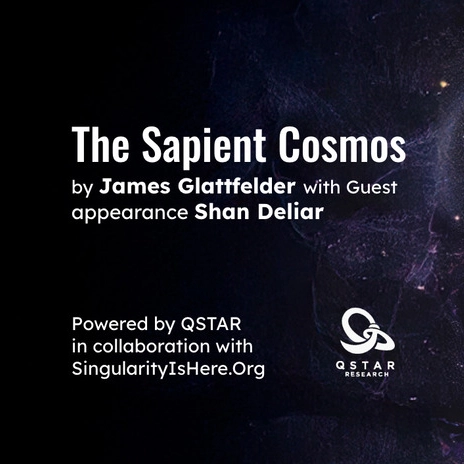 The Sapient Cosmos
by James Glattfelder with Guest
appearance Shan Deliar
Powered by QSTAR
in collaboration with
SingularityIsHere.Org
QSTAR
RESEARCH